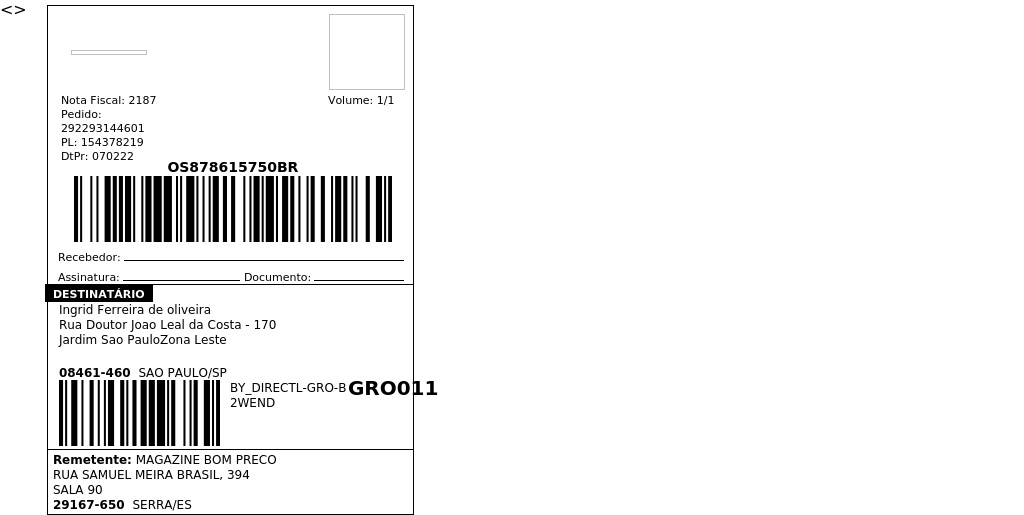 <>
Nota Fiscal: 2187
Volume: 1/1
Pedido:
292293144601
PL: 154378219
DtPr: 070222
OS878615750BR
Recebedor:
Assinatura: Documento:
DESTINATÁRIO
Ingrid Ferreira de oliveira
Rua Doutor Joao Leal da Costa - 170
Jardim Sao PauloZona Leste
08461-460 SAO PAULO/SP
BY_DIRECTL-GRO-B GRO011
2WEND
Remetente: MAGAZINE BOM PRECO
RUA SAMUEL MEIRA BRASIL, 394
SALA 90
29167-650 SERRA/ES